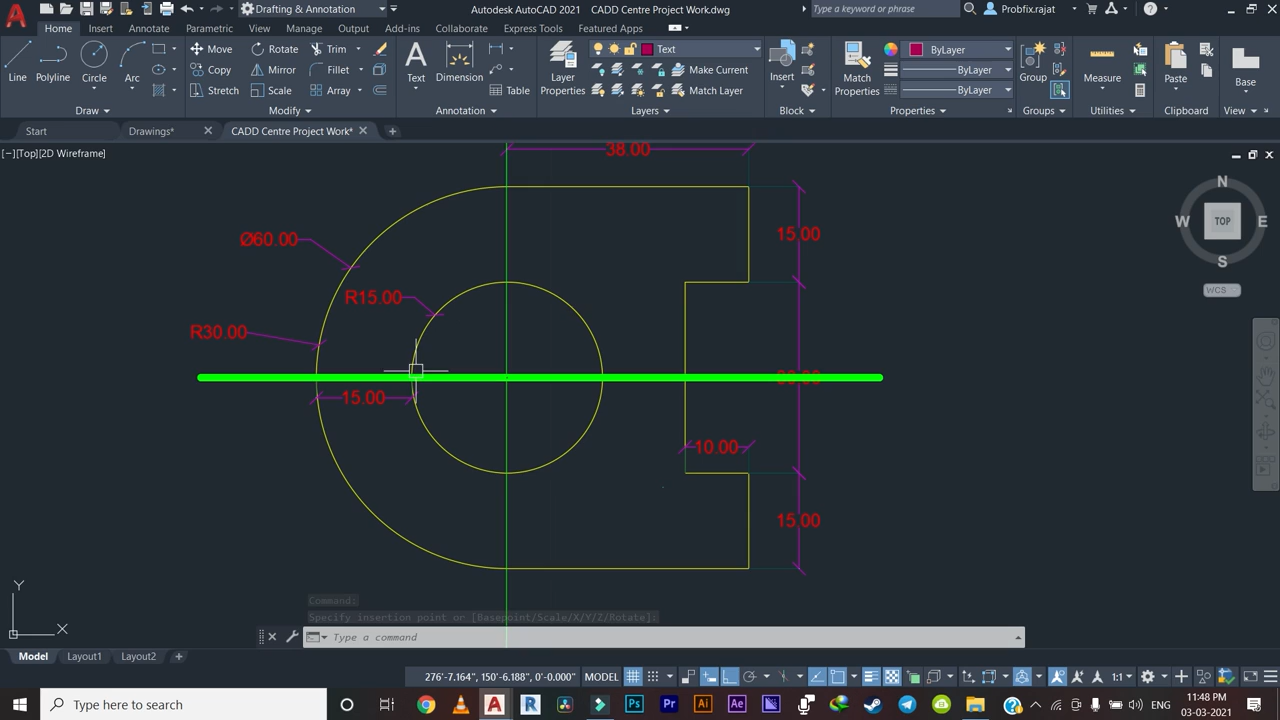 Drafting & Annotation
Autodesk AutoCAD 2021 CADD Centre Project Work.dwg
Type a keyword or phrase
Probfix.rajat
Home Insert Annotate Parametric View Manage Output Add-ins Collaborate Express Tools Featured Apps
Line Polyline Circle Arc
Move Rotate Trim
Copy Mirror Fillet
Stretch Scale Array
Text Dimension Table
Layer Properties
Text
Make Current
Match Layer
Insert
Match Properties
ByLayer
ByLayer
ByLayer
Group
Measure
Paste
Base
Draw Modify Annotation Layers Block Properties Groups Utilities Clipboard View
Start Drawings* CADD Centre Project Work*
[−][Top][2D Wireframe]
38.00
N
W TOP E
S
WCS
Ø60.00
15.00
R15.00
R30.00
15.00
10.00
15.00
Y
X
Command:
Specify insertion point or [Basepoint/Scale/X/Y/Z/Rotate]:
Type a command
Model Layout1 Layout2 +
276'-7.164", 150'-6.188", 0'-0.000" MODEL 1:1
Type here to search
R Ps Pr Ai Ae
ENG
11:48 PM
03-03-2021